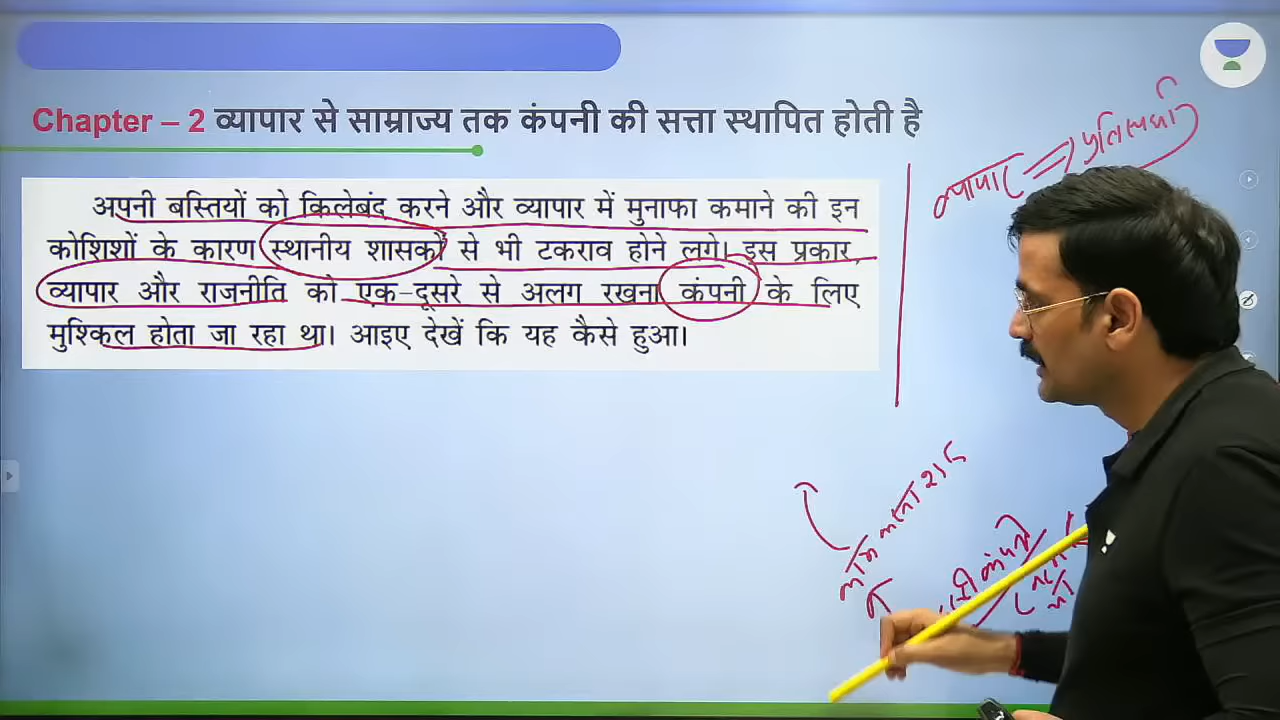 Chapter – 2 व्यापार से साम्राज्य तक कंपनी की सत्ता स्थापित होती है
अपनी बस्तियों को किलेबंद करने और व्यापार में मुनाफा कमाने की इन
कोशिशों के कारण स्थानीय शासकों से भी टकराव होने लगे। इस प्रकार,
व्यापार और राजनीति को एक-दूसरे से अलग रखना कंपनी के लिए
मुश्किल होता जा रहा था। आइए देखें कि यह कैसे हुआ।
व्यापार ⇒ प्रतिस्पर्धा